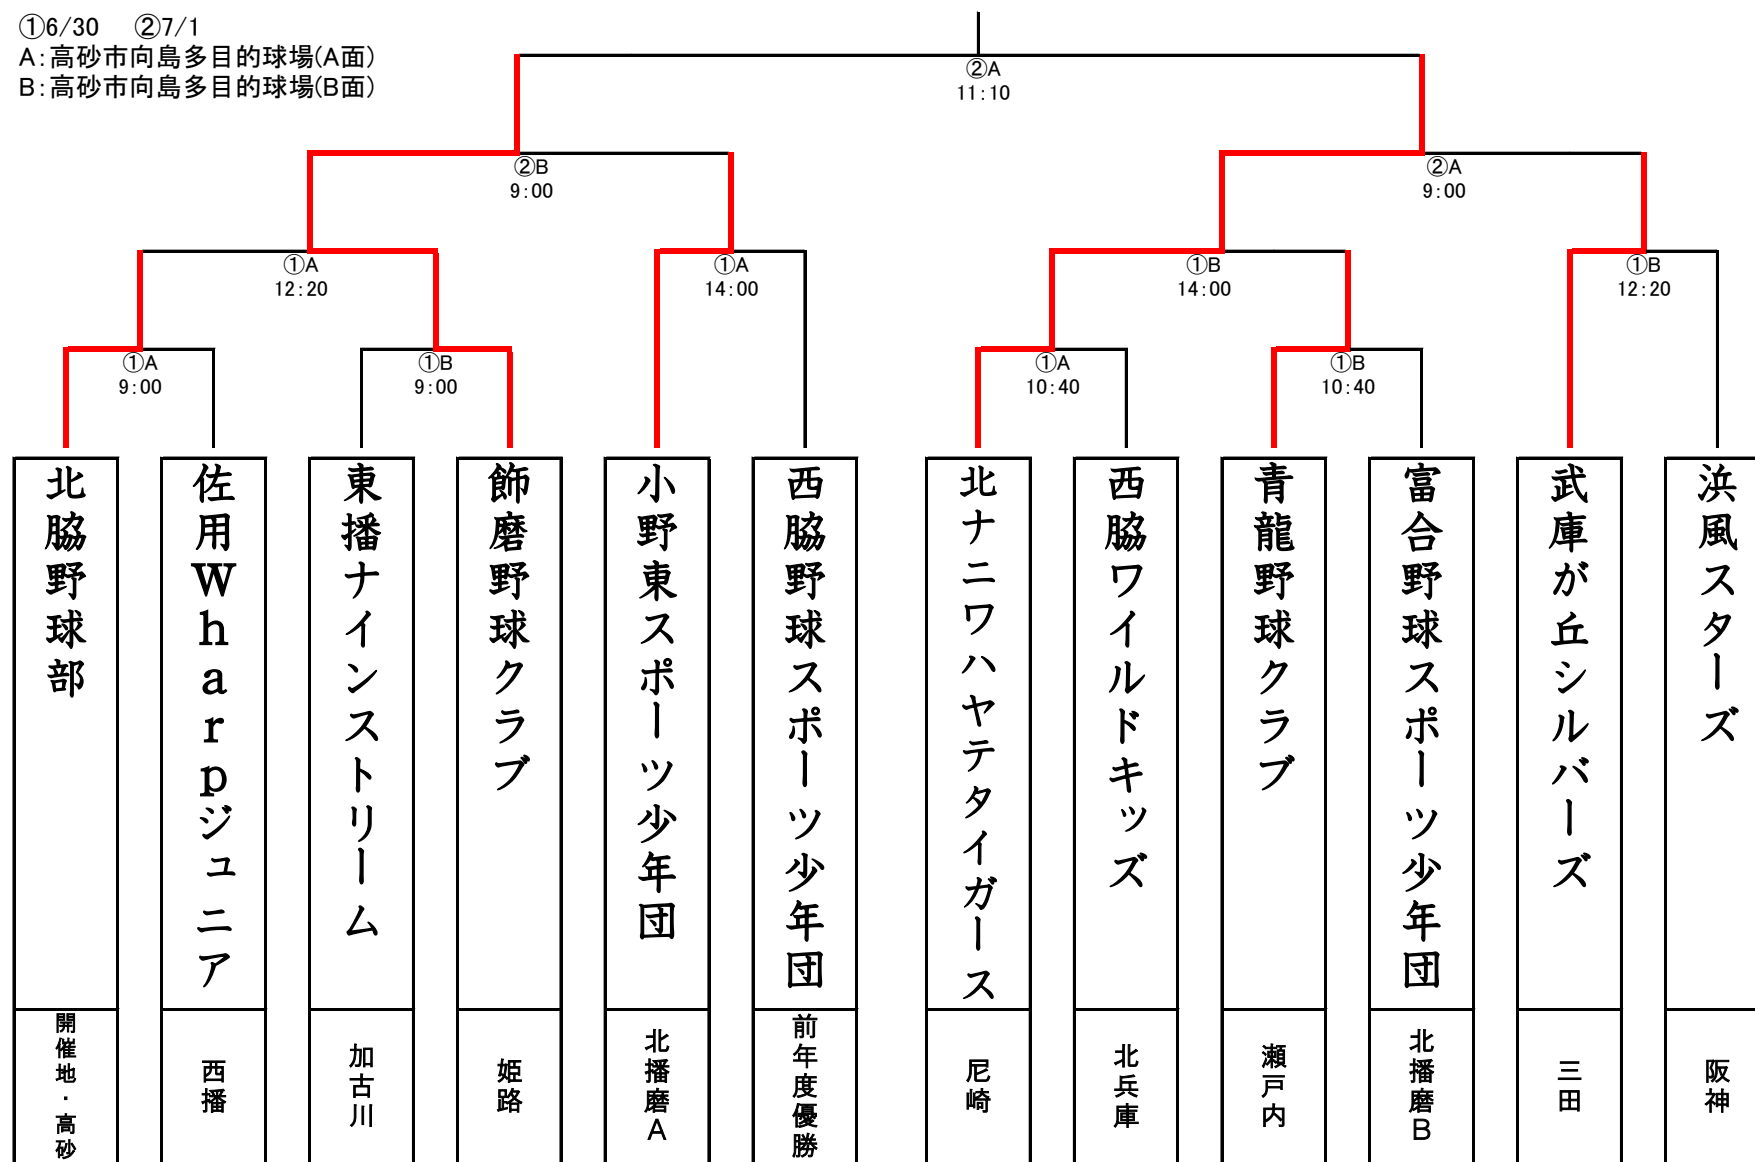 ①6/30 ②7/1
A:高砂市向島多目的球場(A面)
B:高砂市向島多目的球場(B面)
②A
11:10
②B
9:00
②A
9:00
①A
12:20
①A
14:00
①B
14:00
①B
12:20
①A
9:00
①B
9:00
①A
10:40
①B
10:40
北脇野球部
佐用Wharpジュニア
東播ナインストリーム
飾磨野球クラブ
小野東スポーツ少年団
西脇野球スポーツ少年団
北ナニワハヤテタイガース
西脇ワイルドキッズ
青龍野球クラブ
富合野球スポーツ少年団
武庫が丘シルバーズ
浜風スターズ
開催地・高砂
西播
加古川
姫路
北播磨A
前年度優勝
尼崎
北兵庫
瀬戸内
北播磨B
三田
阪神